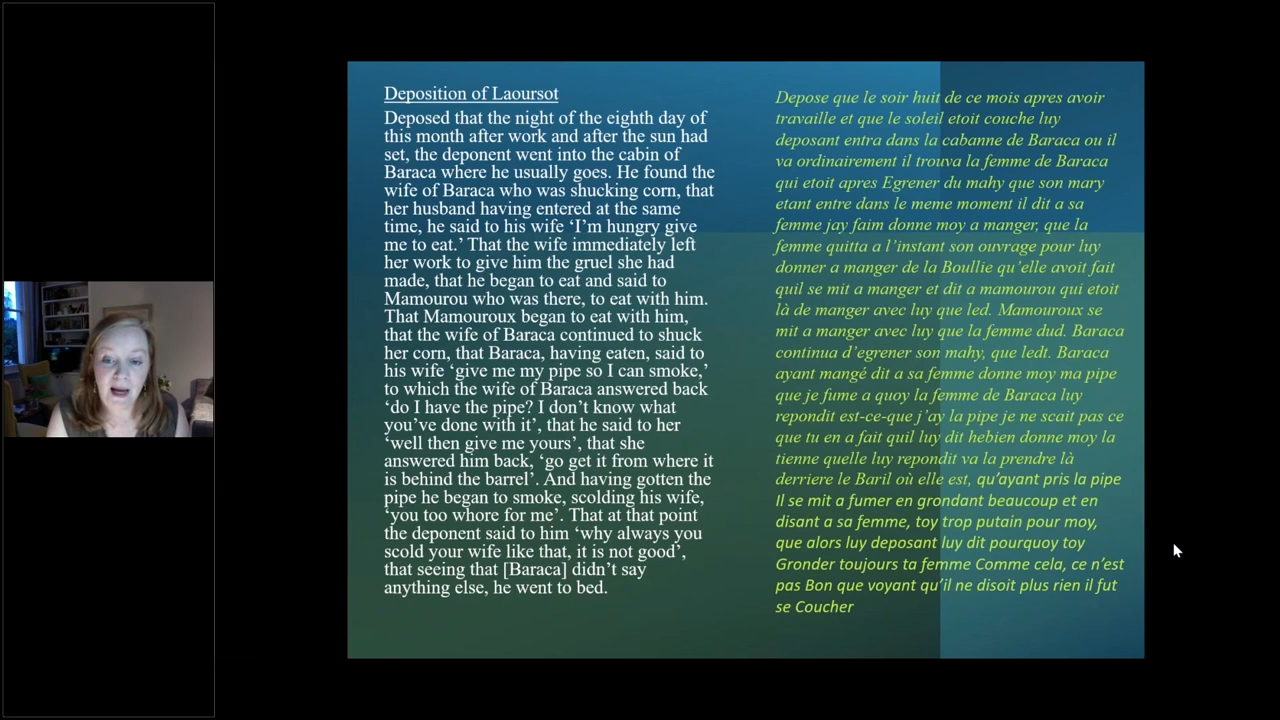 Deposition of Laoursot
Deposed that the night of the eighth day of
this month after work and after the sun had
set, the deponent went into the cabin of
Baraca where he usually goes. He found the
wife of Baraca who was shucking corn, that
her husband having entered at the same
time, he said to his wife ‘I’m hungry give
me to eat.’ That the wife immediately left
her work to give him the gruel she had
made, that he began to eat and said to
Mamourou who was there, to eat with him.
That Mamouroux began to eat with him,
that the wife of Baraca continued to shuck
her corn, that Baraca, having eaten, said to
his wife ‘give me my pipe so I can smoke,’
to which the wife of Baraca answered back
‘do I have the pipe? I don’t know what
you’ve done with it’, that he said to her
‘well then give me yours’, that she
answered him back, ‘go get it from where it
is behind the barrel’. And having gotten the
pipe he began to smoke, scolding his wife,
‘you too whore for me’. That at that point
the deponent said to him ‘why always you
scold your wife like that, it is not good’,
that seeing that [Baraca] didn’t say
anything else, he went to bed.
Depose que le soir huit de ce mois apres avoir
travaille et que le soleil etoit couche luy
deposant entra dans la cabanne de Baraca ou il
va ordinairement il trouva la femme de Baraca
qui etoit apres Egrener du mahy que son mary
etant entre dans le meme moment il dit a sa
femme jay faim donne moy a manger, que la
femme quitta a l’instant son ouvrage pour luy
donner a manger de la Boullie qu’elle avoit fait
quil se mit a manger et dit a mamourou qui etoit
là de manger avec luy que led. Mamouroux se
mit a manger avec luy que la femme dud. Baraca
continua d’egrener son mahy, que ledt. Baraca
ayant mangé dit a sa femme donne moy ma pipe
que je fume a quoy la femme de Baraca luy
repondit est-ce-que j’ay la pipe je ne scait pas ce
que tu en a fait quil luy dit hebien donne moy la
tienne quelle luy repondit va la prendre là
derriere le Baril où elle est, qu’ayant pris la pipe
Il se mit a fumer en grondant beaucoup et en
disant a sa femme, toy trop putain pour moy,
que alors luy deposant luy dit pourquoy toy
Gronder toujours ta femme Comme cela, ce n’est
pas Bon que voyant qu’il ne disoit plus rien il fut
se Coucher